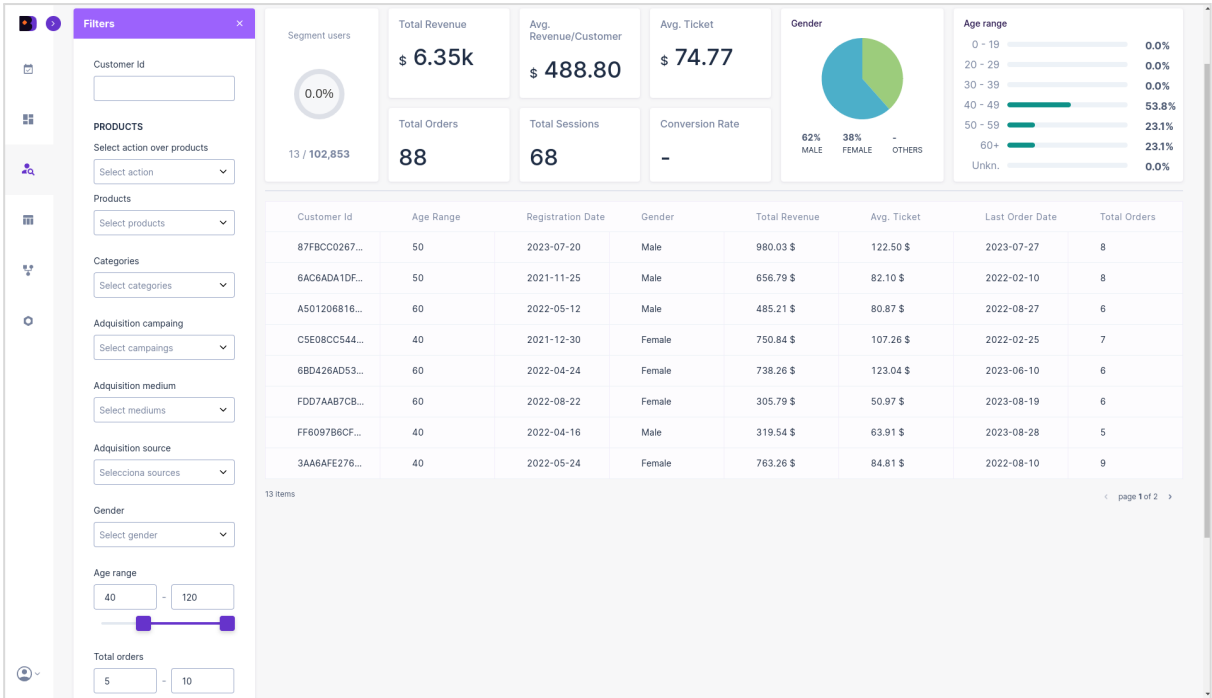 Filters
×
Customer Id
PRODUCTS
Select action over products
Select action
Products
Select products
Categories
Select categories
Adquisition campaing
Select campaings
Adquisition medium
Select mediums
Adquisition source
Selecciona sources
Gender
Select gender
Age range
40 - 120
Total orders
5 - 10
Segment users
0.0%
13 / 102,853
Total Revenue
$ 6.35k
Avg. Revenue/Customer
$ 488.80
Avg. Ticket
$ 74.77
Total Orders
88
Total Sessions
68
Conversion Rate
-
Gender
62% 38% -
MALE FEMALE OTHERS
Age range
0 - 19 0.0%
20 - 29 0.0%
30 - 39 0.0%
40 - 49 53.8%
50 - 59 23.1%
60+ 23.1%
Unkn. 0.0%
Customer Id Age Range Registration Date Gender Total Revenue Avg. Ticket Last Order Date Total Orders
87FBCC0267... 50 2023-07-20 Male 980.03 $ 122.50 $ 2023-07-27 8
6AC6ADA1DF... 50 2021-11-25 Male 656.79 $ 82.10 $ 2022-02-10 8
A501206816... 60 2022-05-12 Male 485.21 $ 80.87 $ 2022-08-27 6
C5E08CC544... 40 2021-12-30 Female 750.84 $ 107.26 $ 2022-02-25 7
6BD426AD53... 60 2022-04-24 Female 738.26 $ 123.04 $ 2023-06-10 6
FDD7AAB7CB... 60 2022-08-22 Female 305.79 $ 50.97 $ 2023-08-19 6
FF6097B6CF... 40 2022-04-16 Male 319.54 $ 63.91 $ 2023-08-28 5
3AA6AFE276... 40 2022-05-24 Female 763.26 $ 84.81 $ 2022-08-10 9
13 items
page 1 of 2